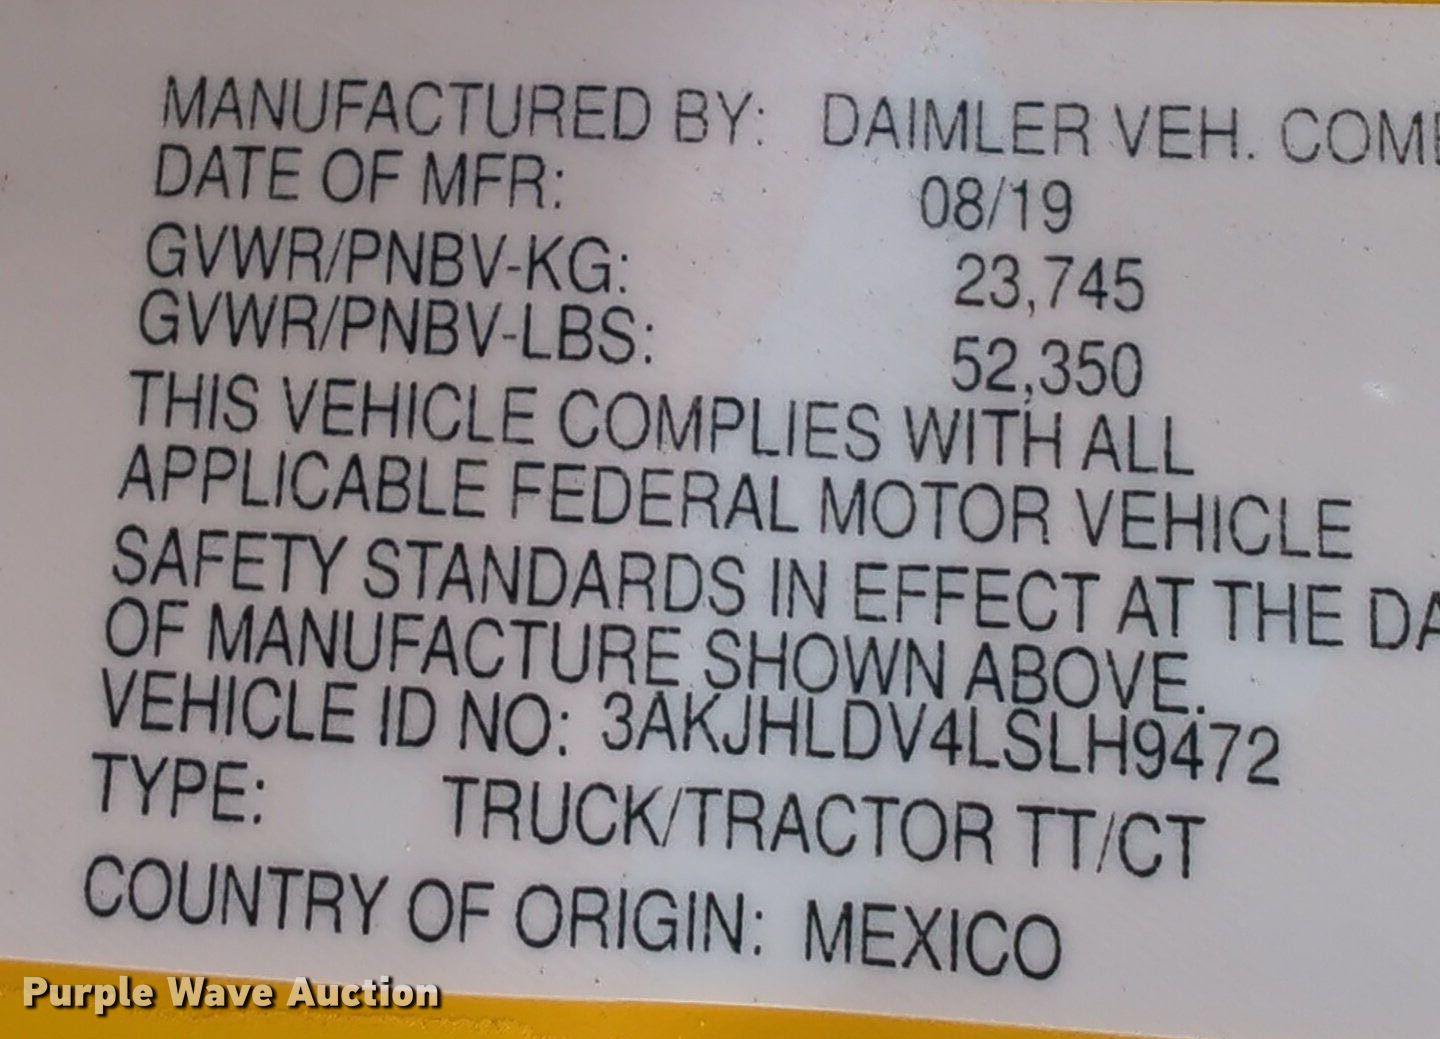 MANUFACTURED BY: DAIMLER VEH. COMB
DATE OF MFR: 08/19
GVWR/PNBV-KG: 23,745
GVWR/PNBV-LBS: 52,350
THIS VEHICLE COMPLIES WITH ALL
APPLICABLE FEDERAL MOTOR VEHICLE
SAFETY STANDARDS IN EFFECT AT THE DA
OF MANUFACTURE SHOWN ABOVE.
VEHICLE ID NO: 3AKJHLDV4LSLH9472
TYPE: TRUCK/TRACTOR TT/CT
COUNTRY OF ORIGIN: MEXICO
Purple Wave Auction